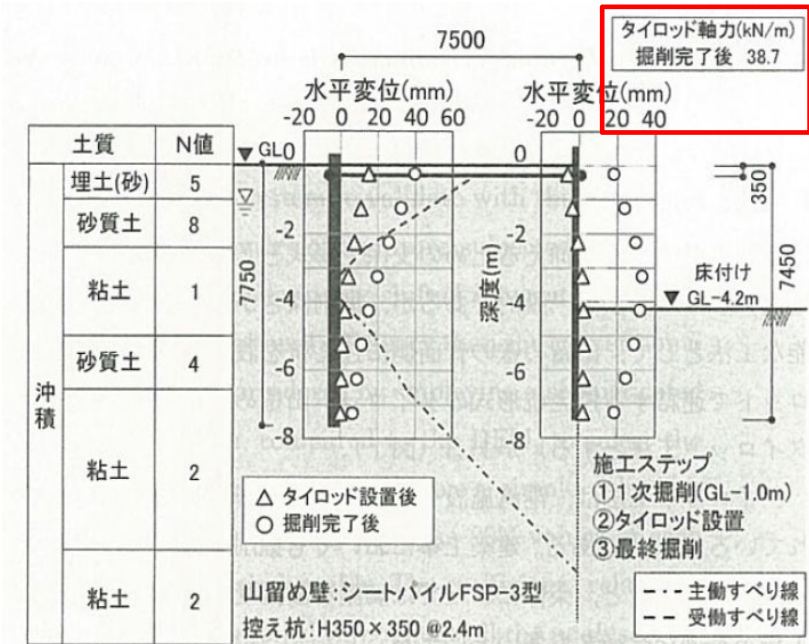 タイロッド軸力(kN/m)
掘削完了後 38.7
7500
水平変位(mm)
-20 0 20 40 60
水平変位(mm)
-20 0 20 40
土質 N値
GL0
0
埋土(砂) 5
砂質土 8
粘土 1
砂質土 4
沖積
粘土 2
粘土 2
7750
-2
-4
-6
-8
深度(m)
-2
-4
-6
-8
350
7450
床付け
GL-4.2m
△ タイロッド設置後
○ 掘削完了後
施工ステップ
①1次掘削(GL-1.0m)
②タイロッド設置
③最終掘削
山留め壁:シートパイルFSP-3型
控え杭:H350×350 @2.4m
主働すべり線
受働すべり線